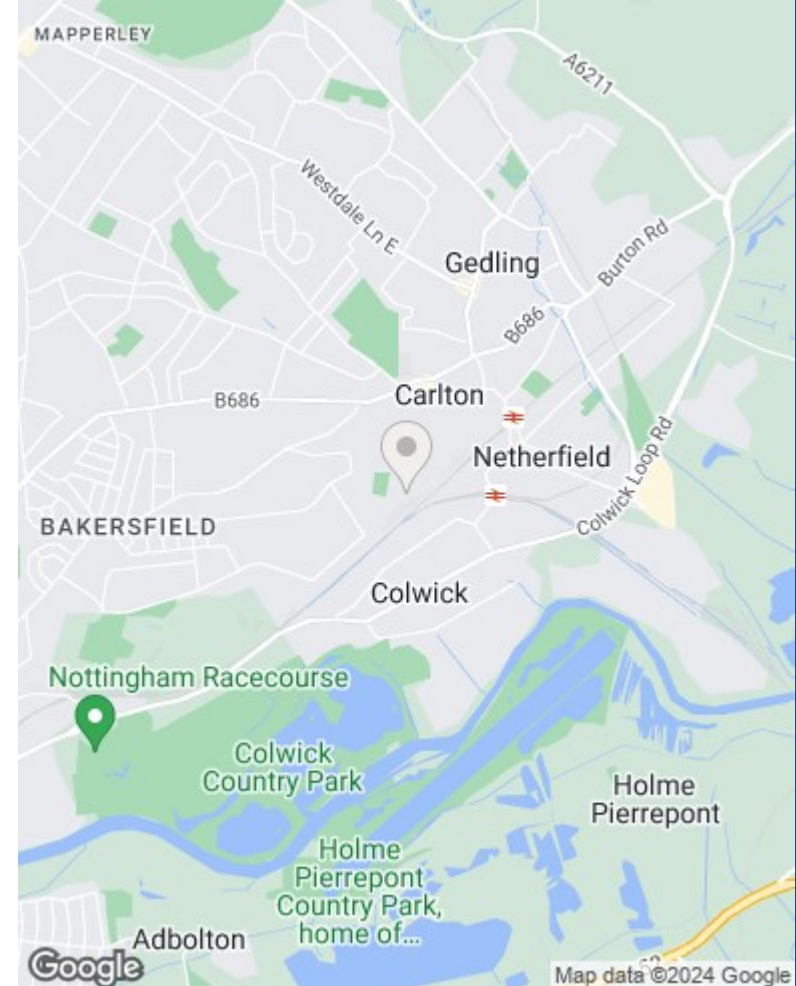 MAPPERLEY
A6211
Westdale Ln E
Gedling
Burton Rd
B686
Carlton
B686
Netherfield
Colwick Loop Rd
BAKERSFIELD
Colwick
Nottingham Racecourse
Colwick
Country Park
Holme
Pierrepont
Holme
Pierrepont
Country Park,
home of...
Adbolton
Google
Map data ©2024 Google